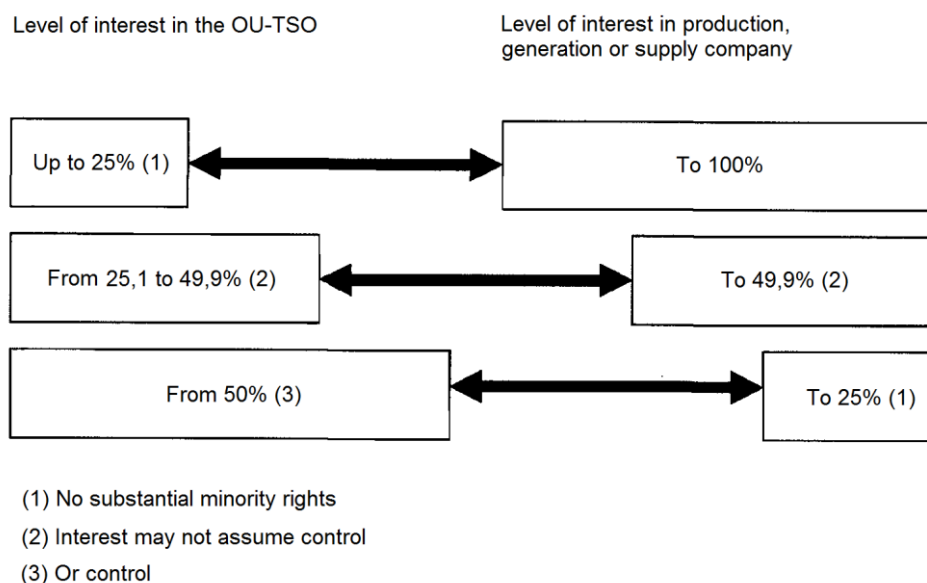 Level of interest in the OU-TSO
Level of interest in production,
generation or supply company
Up to 25% (1)
To 100%
From 25,1 to 49,9% (2)
To 49,9% (2)
From 50% (3)
To 25% (1)
(1) No substantial minority rights
(2) Interest may not assume control
(3) Or control